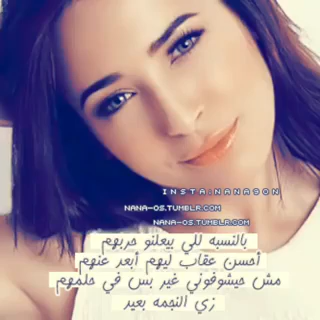 INSTA:NANAOON
NANA-OS.TUMBLR.COM
NANA-OS.TUMBLR.COM
بالنسبه للي بيعلنو حربهم
أحسن عقاب ليهم أبعد عنهم
مش حيشوفوني غير بس في حلمهم
زي النجمه بعيد